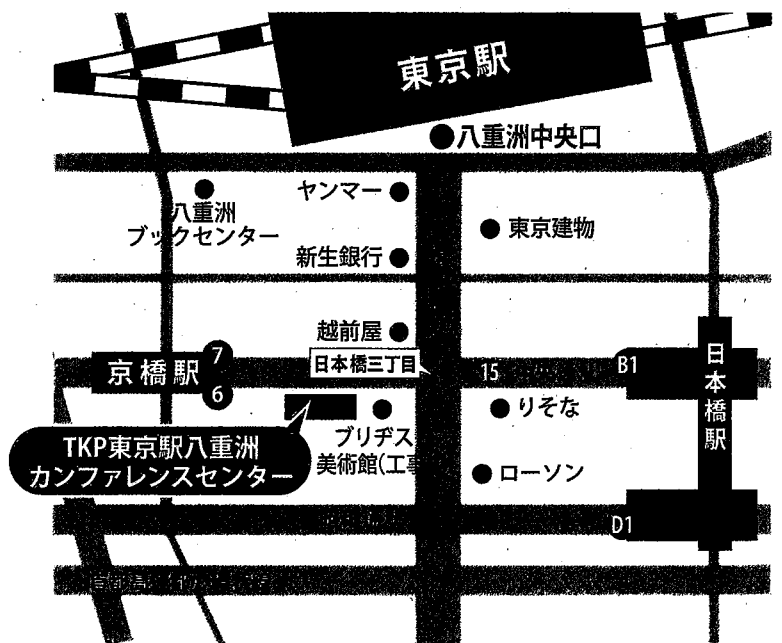 東京駅
八重洲中央口
ヤンマー
八重洲
ブックセンター
東京建物
新生銀行
越前屋
日本橋三丁目
京橋駅
7
6
15
B1
日本橋駅
りそな
ブリヂス
美術館(工事
TKP東京駅八重洲
カンファレンスセンター
ローソン
D1